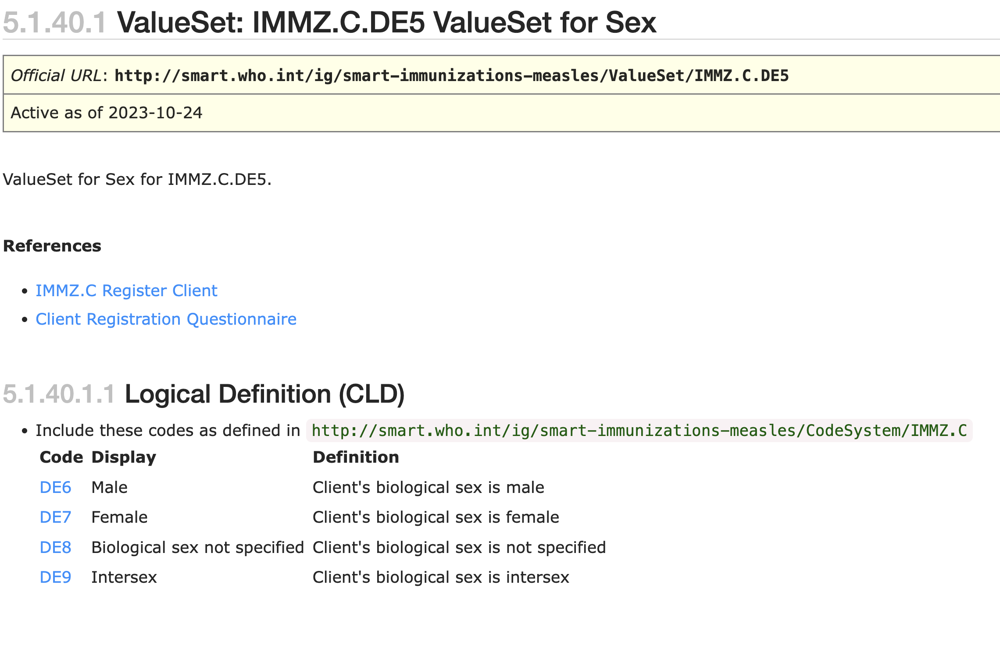 5.1.40.1 ValueSet: IMMZ.C.DE5 ValueSet for Sex
Official URL: http://smart.who.int/ig/smart-immunizations-measles/ValueSet/IMMZ.C.DE5
Active as of 2023-10-24
ValueSet for Sex for IMMZ.C.DE5.
References
• IMMZ.C Register Client
• Client Registration Questionnaire
5.1.40.1.1 Logical Definition (CLD)
• Include these codes as defined in http://smart.who.int/ig/smart-immunizations-measles/CodeSystem/IMMZ.C
Code Display Definition
DE6 Male Client's biological sex is male
DE7 Female Client's biological sex is female
DE8 Biological sex not specified Client's biological sex is not specified
DE9 Intersex Client's biological sex is intersex